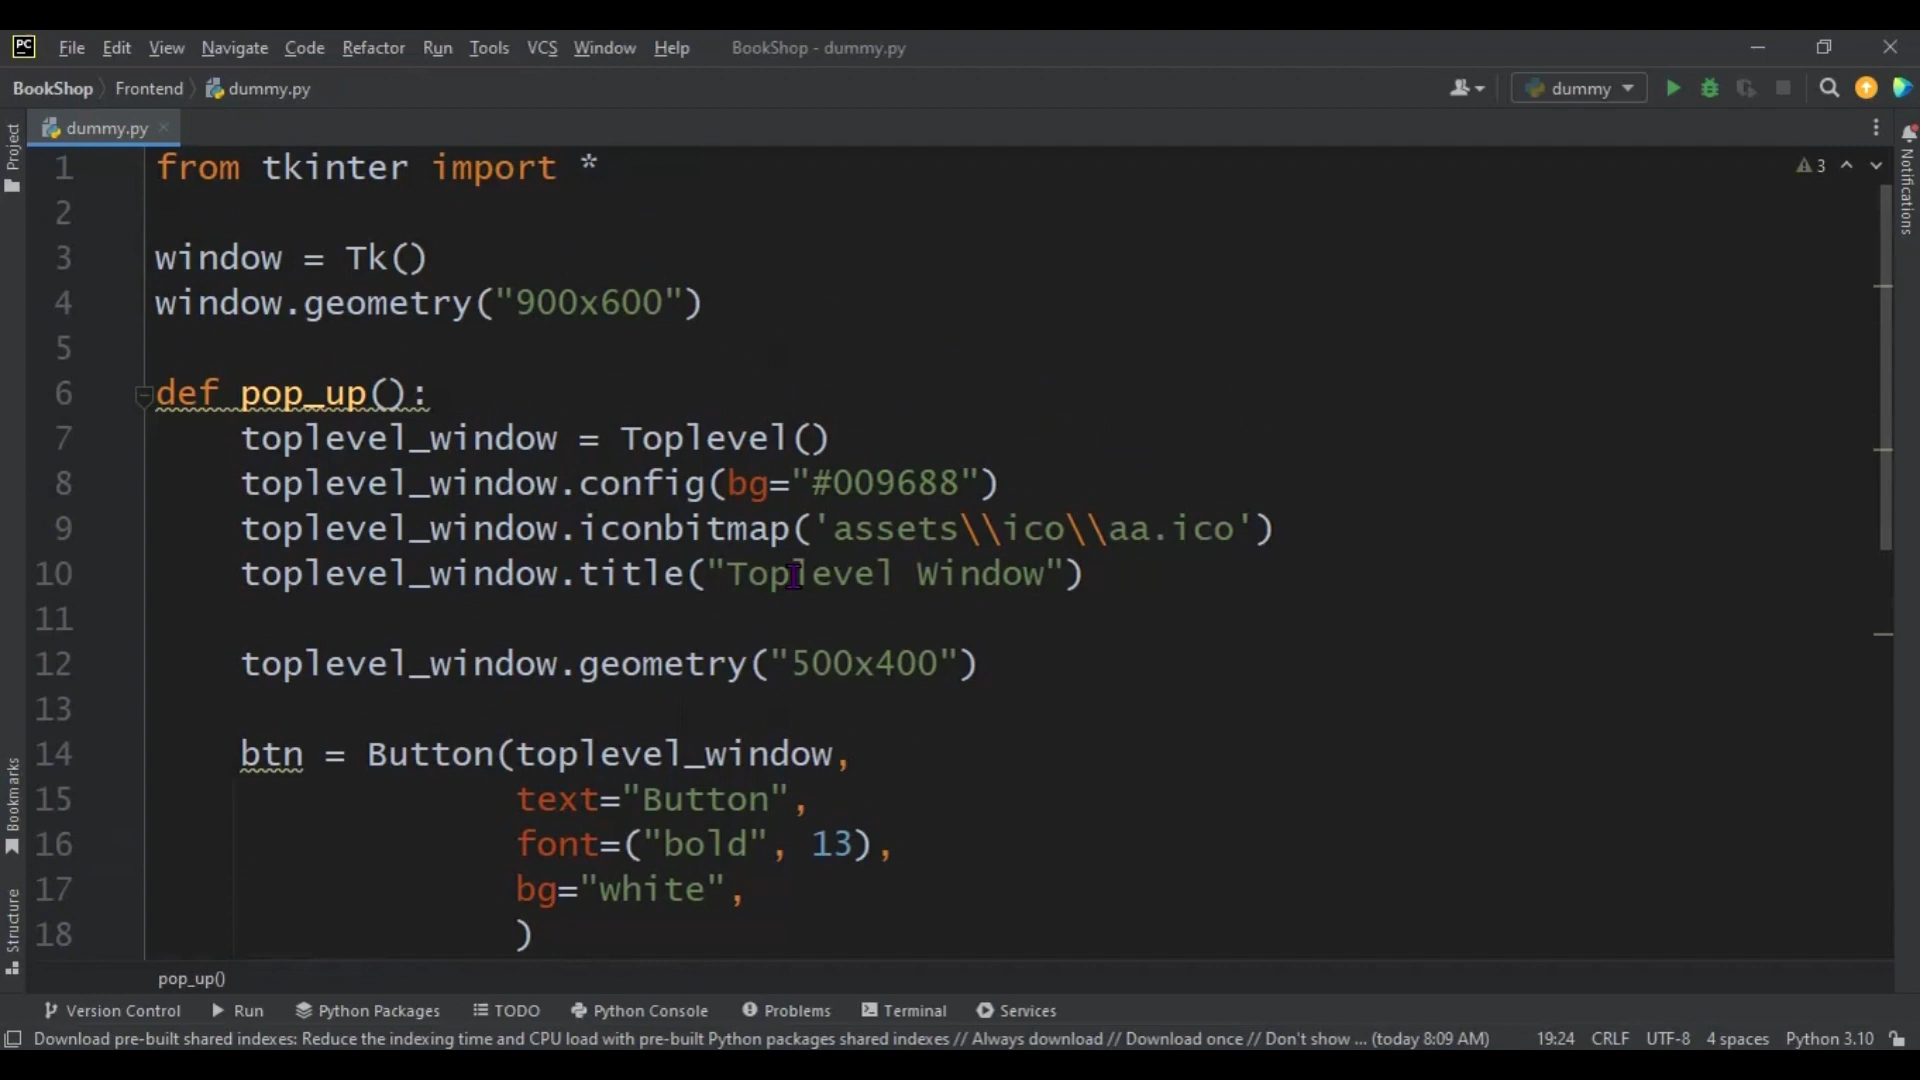 PC File Edit View Navigate Code Refactor Run Tools VCS Window Help BookShop - dummy.py
BookShop Frontend dummy.py dummy
dummy.py
Project
Notifications
3
1 from tkinter import *
2
3 window = Tk()
4 window.geometry("900x600")
5
6 def pop_up():
7 toplevel_window = Toplevel()
8 toplevel_window.config(bg="#009688")
9 toplevel_window.iconbitmap('assets\\ico\\aa.ico')
10 toplevel_window.title("Toplevel Window")
11
12 toplevel_window.geometry("500x400")
13
14 btn = Button(toplevel_window,
15 text="Button",
16 font=("bold", 13),
17 bg="white",
18 )
Bookmarks
Structure
pop_up()
Version Control Run Python Packages TODO Python Console Problems Terminal Services
Download pre-built shared indexes: Reduce the indexing time and CPU load with pre-built Python packages shared indexes // Always download // Download once // Don't show ... (today 8:09 AM) 19:24 CRLF UTF-8 4 spaces Python 3.10